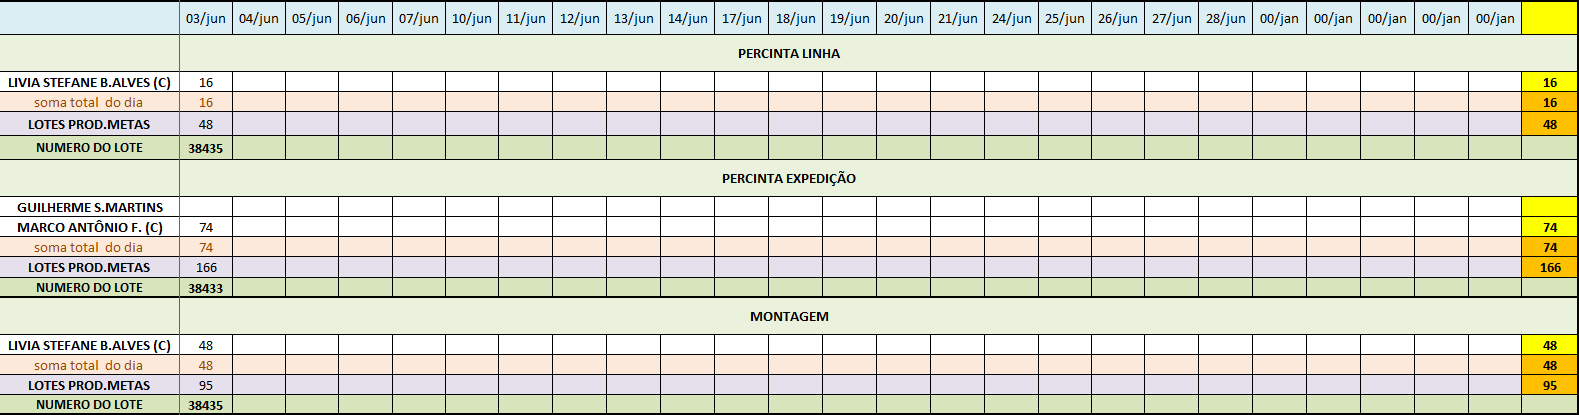 03/jun 04/jun 05/jun 06/jun 07/jun 10/jun 11/jun 12/jun 13/jun 14/jun 17/jun 18/jun 19/jun 20/jun 21/jun 24/jun 25/jun 26/jun 27/jun 28/jun 00/jan 00/jan 00/jan 00/jan 00/jan
PERCINTA LINHA
LIVIA STEFANE B.ALVES (C) 16 16
soma total do dia 16 16
LOTES PROD.METAS 48 48
NUMERO DO LOTE 38435
PERCINTA EXPEDIÇÃO
GUILHERME S.MARTINS
MARCO ANTÔNIO F. (C) 74 74
soma total do dia 74 74
LOTES PROD.METAS 166 166
NUMERO DO LOTE 38433
MONTAGEM
LIVIA STEFANE B.ALVES (C) 48 48
soma total do dia 48 48
LOTES PROD.METAS 95 95
NUMERO DO LOTE 38435